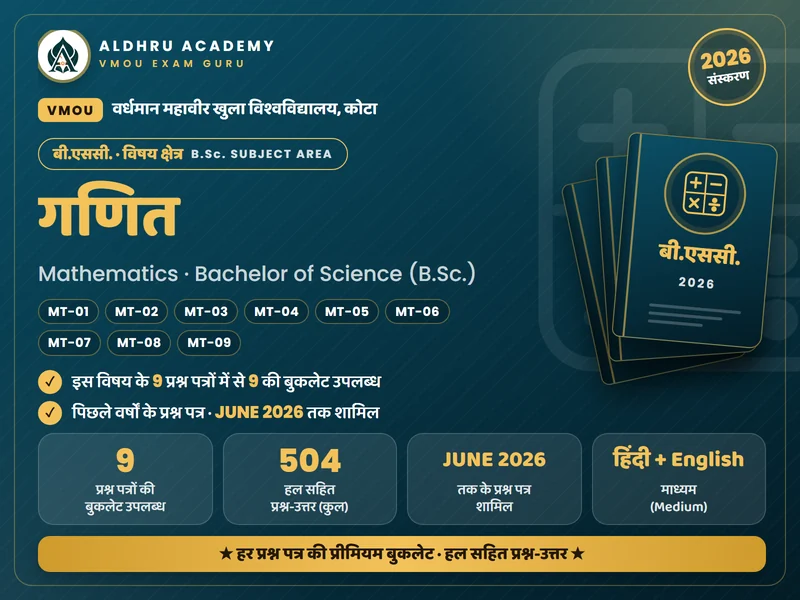 ALDHRU ACADEMY
VMOU EXAM GURU
2026
संस्करण
VMOU वर्धमान महावीर खुला विश्वविद्यालय, कोटा
बी.एससी. · विषय क्षेत्र B.Sc. SUBJECT AREA
गणित
Mathematics · Bachelor of Science (B.Sc.)
MT-01 MT-02 MT-03 MT-04 MT-05 MT-06
MT-07 MT-08 MT-09
बी.एससी.
2026
✓ इस विषय के 9 प्रश्न पत्रों में से 9 की बुकलेट उपलब्ध
✓ पिछले वर्षों के प्रश्न पत्र · JUNE 2026 तक शामिल
9
प्रश्न पत्रों की
बुकलेट उपलब्ध
504
हल सहित
प्रश्न-उत्तर (कुल)
JUNE 2026
तक के प्रश्न पत्र
शामिल
हिंदी + English
माध्यम
(Medium)
★ हर प्रश्न पत्र की प्रीमियम बुकलेट · हल सहित प्रश्न-उत्तर ★